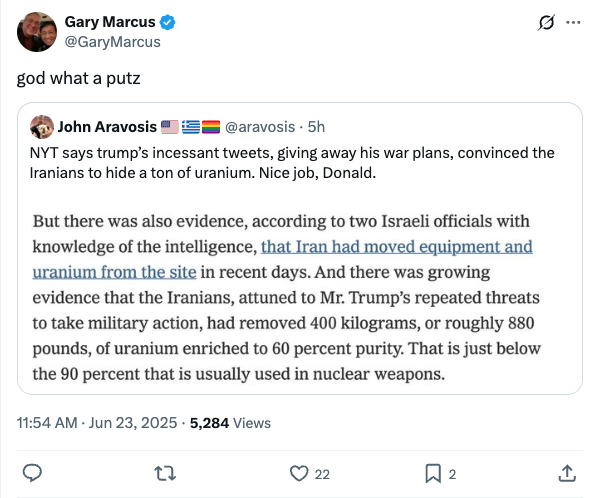 Gary Marcus
@GaryMarcus
god what a putz
John Aravosis 🇺🇸🇬🇷🏳️‍🌈 @aravosis · 5h
NYT says trump’s incessant tweets, giving away his war plans, convinced the
Iranians to hide a ton of uranium. Nice job, Donald.
But there was also evidence, according to two Israeli officials with
knowledge of the intelligence, that Iran had moved equipment and
uranium from the site in recent days. And there was growing
evidence that the Iranians, attuned to Mr. Trump’s repeated threats
to take military action, had removed 400 kilograms, or roughly 880
pounds, of uranium enriched to 60 percent purity. That is just below
the 90 percent that is usually used in nuclear weapons.
11:54 AM · Jun 23, 2025 · 5,284 Views
22
2